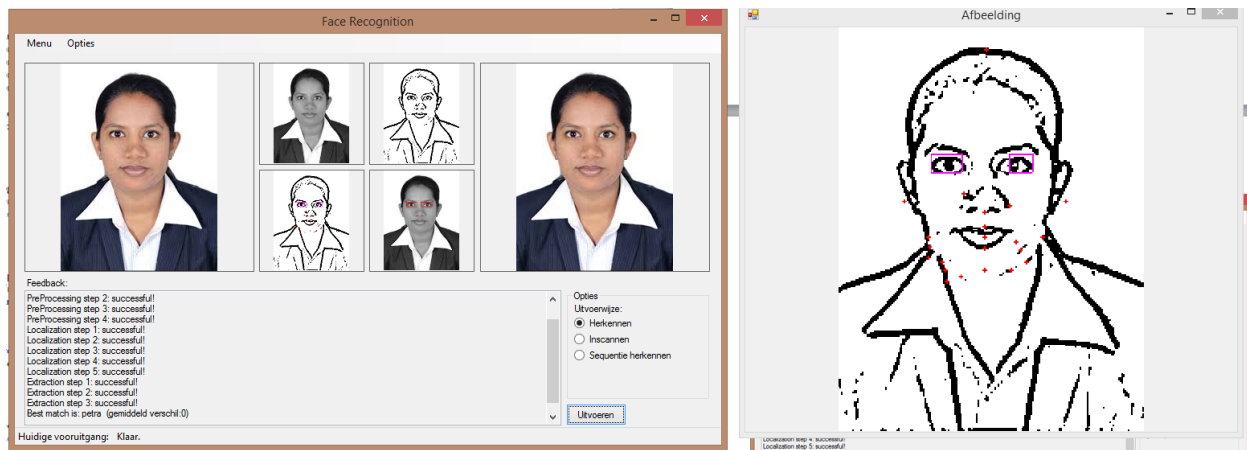 Face Recognition
Menu Opties
Feedback:
PreProcessing step 2: successful!
PreProcessing step 3: successful!
PreProcessing step 4: successful!
Localization step 1: successful!
Localization step 2: successful!
Localization step 3: successful!
Localization step 4: successful!
Localization step 5: successful!
Extraction step 1: successful!
Extraction step 2: successful!
Extraction step 3: successful!
Best match is: petra (gemiddeld verschil:0)
Opties
Uitvoerwijze:
Herkennen
Inscannen
Sequentie herkennen
Uitvoeren
Huidige vooruitgang: Klaar.
Afbeelding
Localization step 4: successful!
Localization step 5: successful!